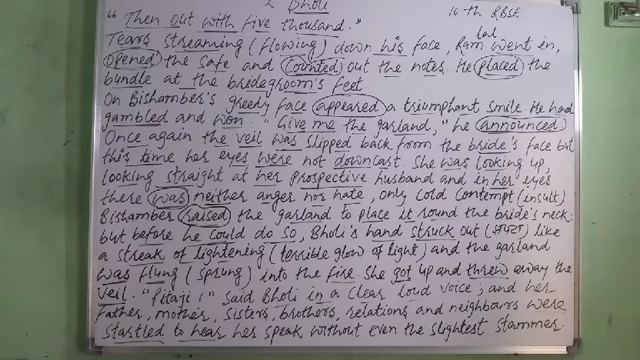 2 Bholi 10th RBSE
"Then out with five thousand."
Tears streaming (flowing) down his face, Ram lal went in,
opened the safe and counted out the notes. He placed the
bundle at the bridegroom's feet.
On Bishamber's greedy face appeared a triumphant smile. He had
gambled and won. "Give me the garland," he announced
Once again the veil was slipped back from the bride's face but
this time her eyes were not downcast. She was looking up,
looking straight at her prospective husband and in her eyes
there was neither anger nor hate, only cold contempt (insult).
Bishamber raised the garland to place it round the bride's neck;
but before he could do so, Bholi's hand struck out like
a streak of lightening (terrible glow of light) and the garland
was flung (sprung) into the fire. She got up and threw away the
veil. "Pitaji!" said Bholi in a clear loud voice; and her
father, mother, sisters, brothers, relations and neighbours were
startled to hear her speak without even the slightest stammer.